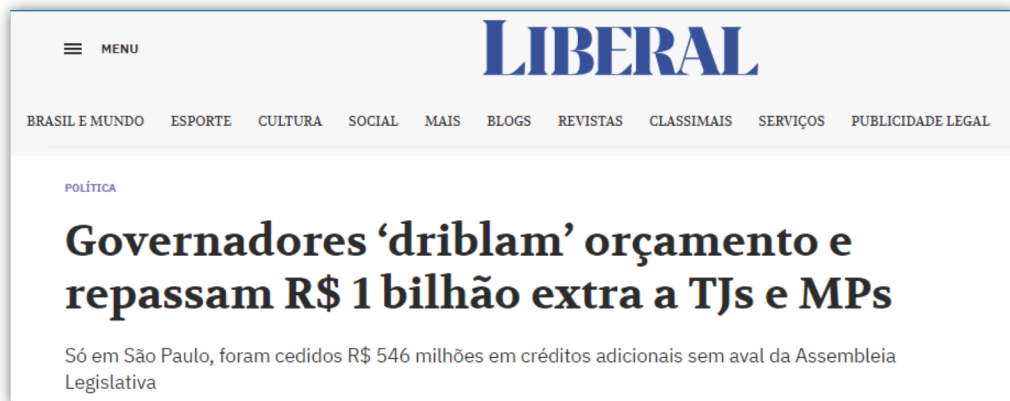 MENU
LIBERAL
BRASIL E MUNDO ESPORTE CULTURA SOCIAL MAIS BLOGS REVISTAS CLASSIMAIS SERVIÇOS PUBLICIDADE LEGAL
POLÍTICA
Governadores ‘driblam’ orçamento e
repassam R$ 1 bilhão extra a TJs e MPs
Só em São Paulo, foram cedidos R$ 546 milhões em créditos adicionais sem aval da Assembleia
Legislativa